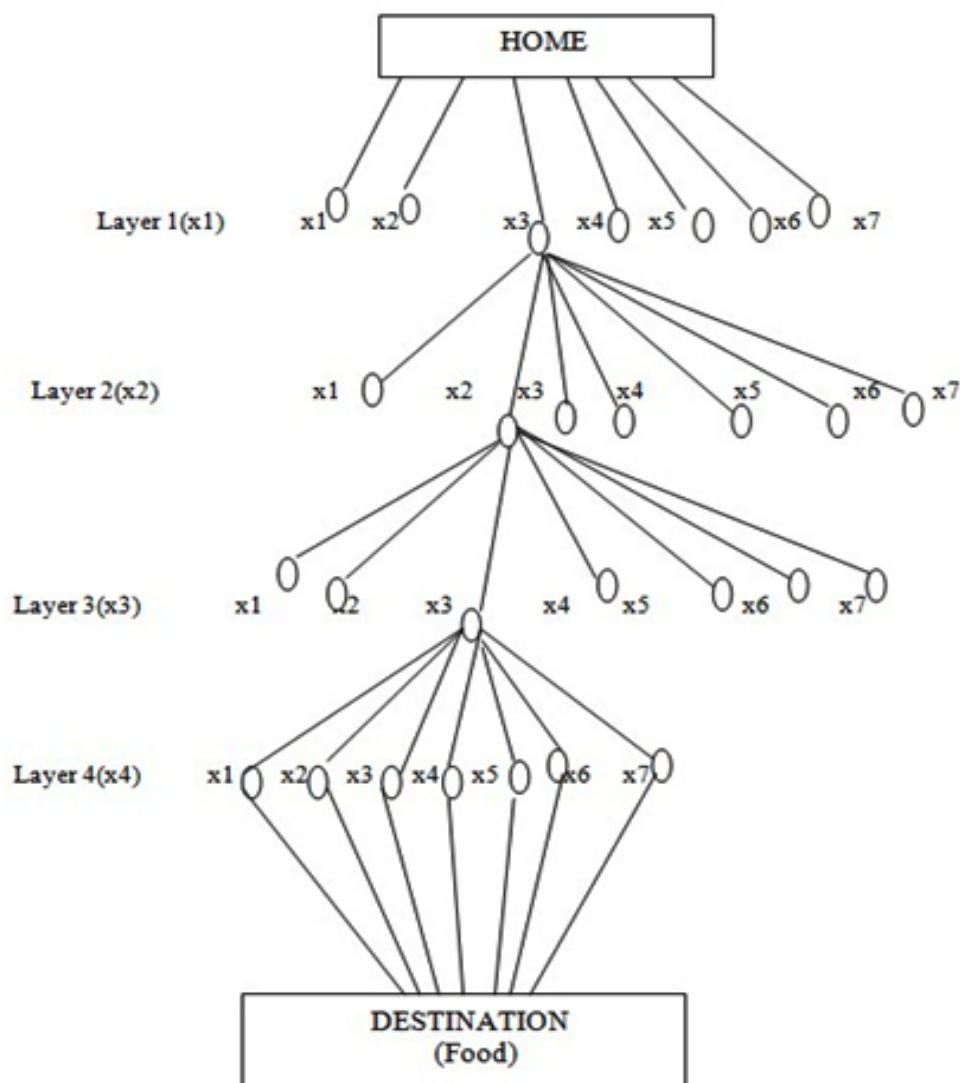 HOME
Layer 1(x1) x1 x2 x3 x4 x5 x6 x7
Layer 2(x2) x1 x2 x3 x4 x5 x6 x7
Layer 3(x3) x1 x2 x3 x4 x5 x6 x7
Layer 4(x4) x1 x2 x3 x4 x5 x6 x7
DESTINATION
(Food)